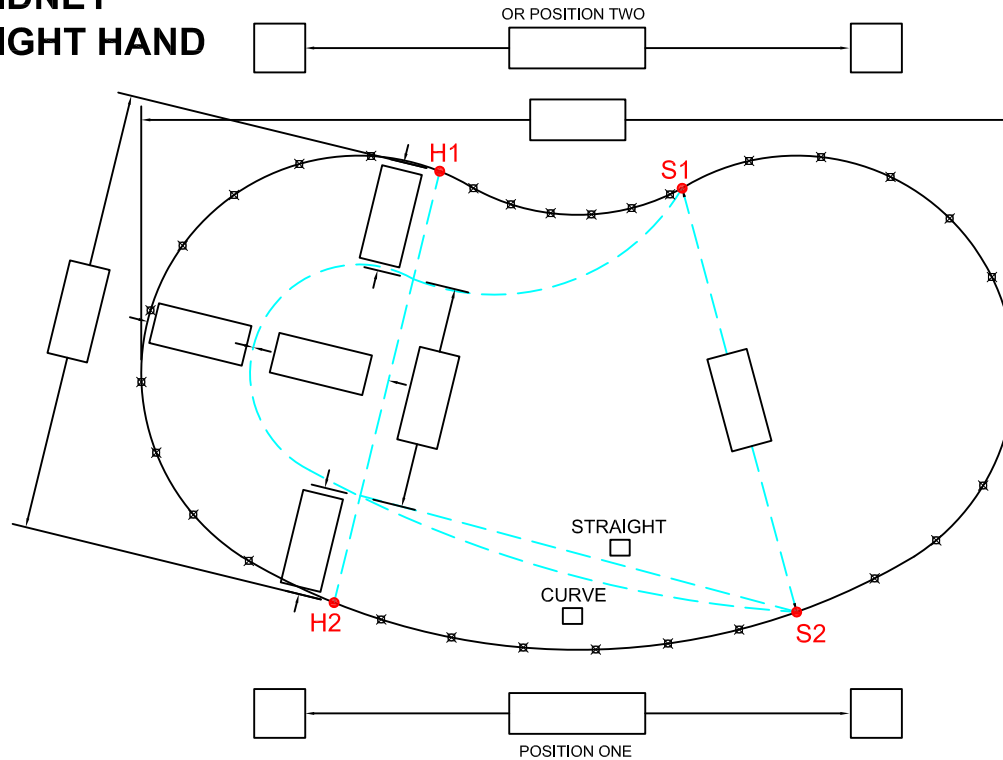 OR POSITION TWO
IGHT HAND
H1
S1
STRAIGHT
CURVE
H2
S2
POSITION ONE